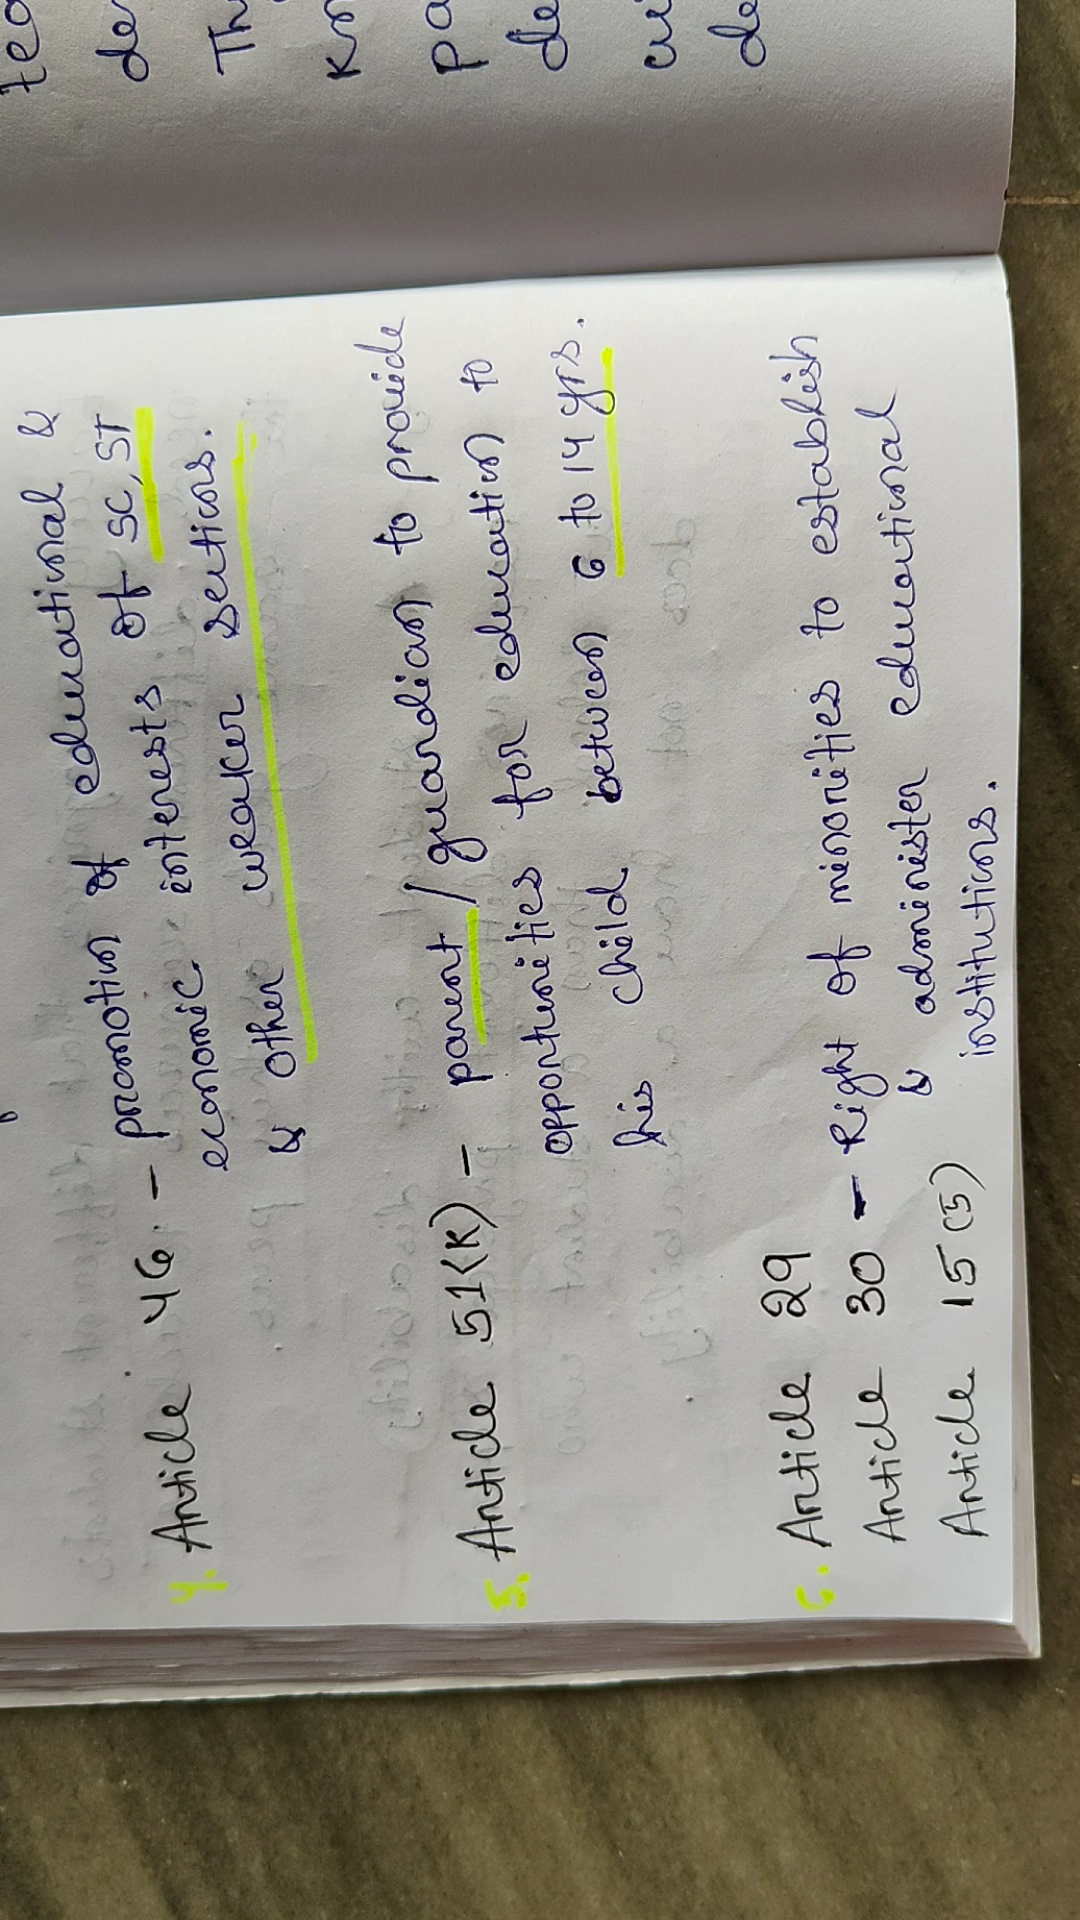 4. Article 46. - promotion of educational &
economic interests of SC, ST
& other weaker sections.
5. Article 51(K) - parent / guardian to provide
opportunities for education to
his child between 6 to 14 yrs.
6. Article 29
Article 30 - Right of minorities to establish
& administer educational
Article 15 (5) institutions.